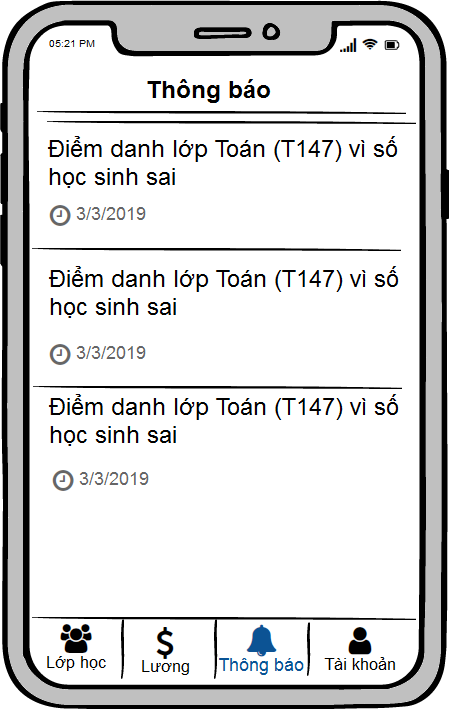 05:21 PM
Thông báo
Điểm danh lớp Toán (T147) vì số
học sinh sai
3/3/2019
Điểm danh lớp Toán (T147) vì số
học sinh sai
3/3/2019
Điểm danh lớp Toán (T147) vì số
học sinh sai
3/3/2019
Lớp học
Lương
Thông báo
Tài khoản